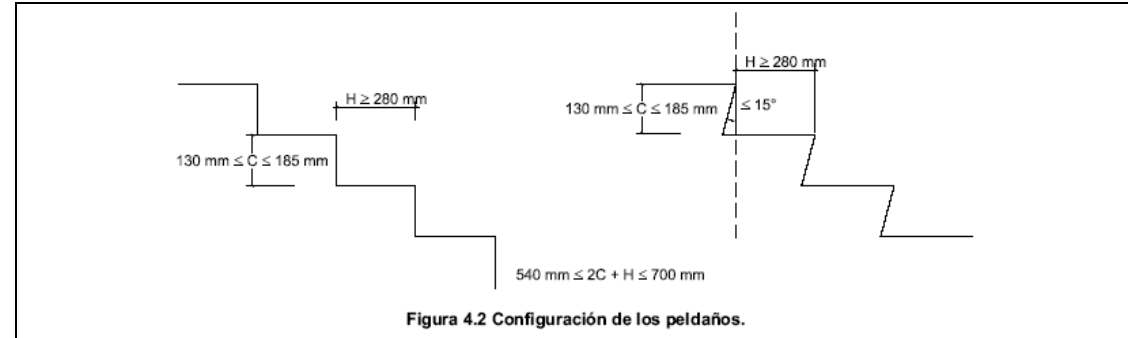 H ≥ 280 mm
130 mm ≤ C ≤ 185 mm
H ≥ 280 mm
130 mm ≤ C ≤ 185 mm
≤ 15°
540 mm ≤ 2C + H ≤ 700 mm
Figura 4.2 Configuración de los peldaños.